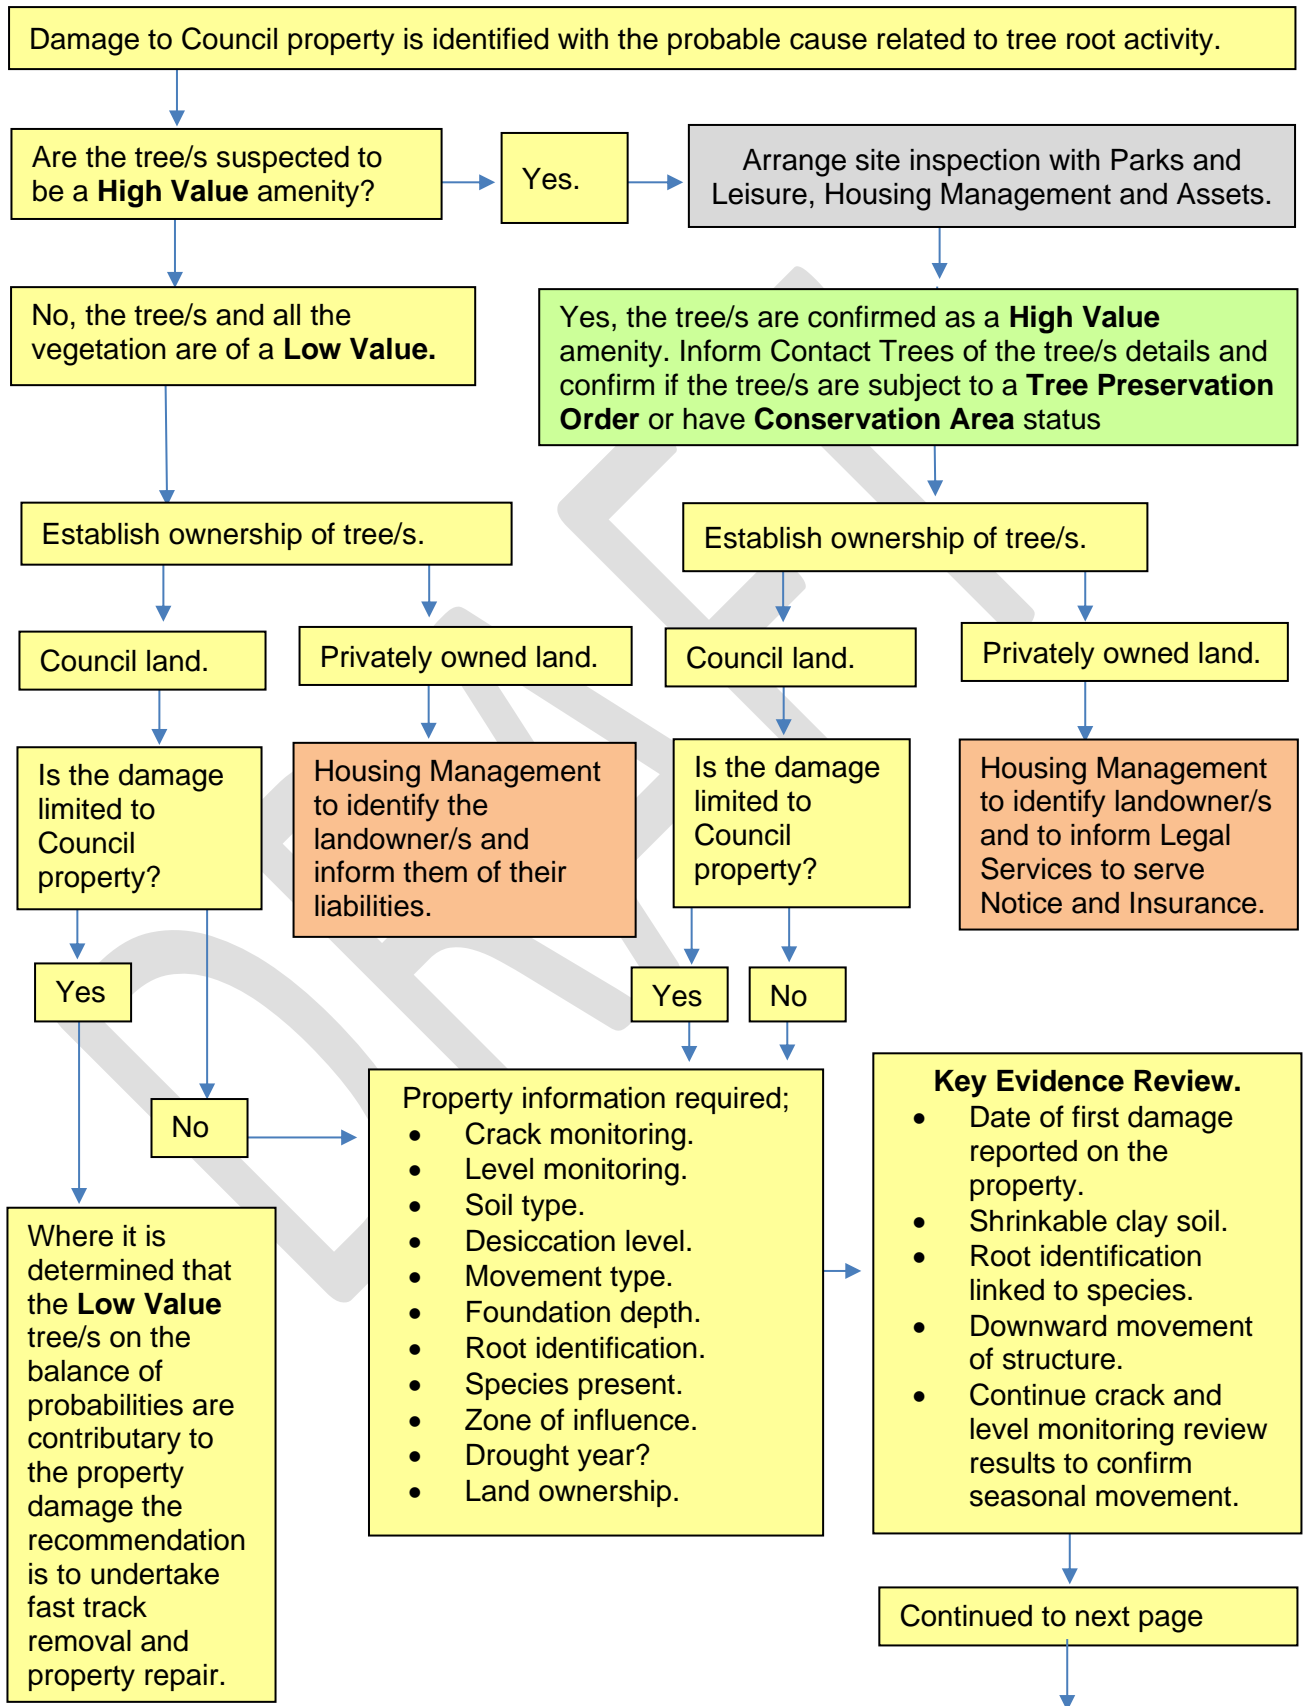 Damage to Council property is identified with the probable cause related to tree root activity.
Are the tree/s suspected to
be a High Value amenity?
Yes.
Arrange site inspection with Parks and
Leisure, Housing Management and Assets.
No, the tree/s and all the
vegetation are of a Low Value.
Yes, the tree/s are confirmed as a High Value
amenity. Inform Contact Trees of the tree/s details and
confirm if the tree/s are subject to a Tree Preservation
Order or have Conservation Area status
Establish ownership of tree/s.
Establish ownership of tree/s.
Council land.
Privately owned land.
Council land.
Privately owned land.
Is the damage
limited to
Council
property?
Housing Management
to identify the
landowner/s and
inform them of their
liabilities.
Is the damage
limited to
Council
property?
Housing Management
to identify landowner/s
and to inform Legal
Services to serve
Notice and Insurance.
Yes
No
Yes
No
Where it is
determined that
the Low Value
tree/s on the
balance of
probabilities are
contributary to
the property
damage the
recommendation
is to undertake
fast track
removal and
property repair.
Property information required;
• Crack monitoring.
• Level monitoring.
• Soil type.
• Desiccation level.
• Movement type.
• Foundation depth.
• Root identification.
• Species present.
• Zone of influence.
• Drought year?
• Land ownership.
Key Evidence Review.
• Date of first damage
reported on the
property.
• Shrinkable clay soil.
• Root identification
linked to species.
• Downward movement
of structure.
• Continue crack and
level monitoring review
results to confirm
seasonal movement.
Continued to next page
DRAFT